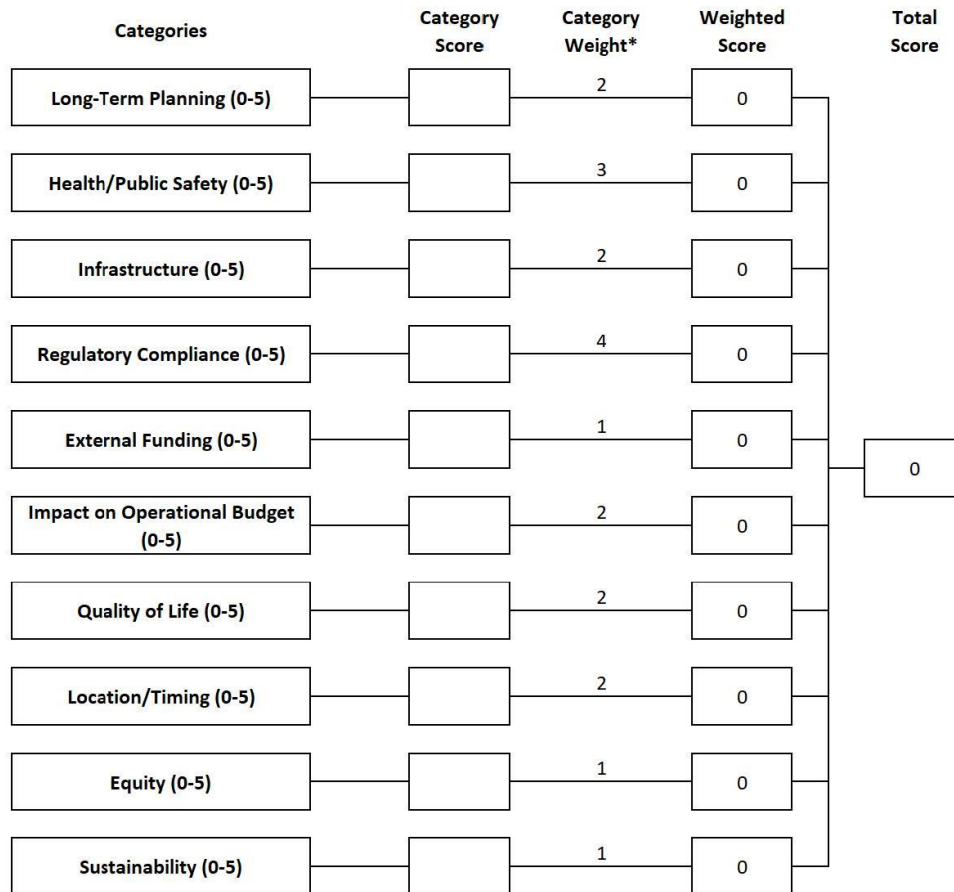 Categories
Category
Score
Category
Weight*
Weighted
Score
Total
Score
Long-Term Planning (0-5)
2
0
Health/Public Safety (0-5)
3
0
Infrastructure (0-5)
2
0
Regulatory Compliance (0-5)
4
0
External Funding (0-5)
1
0
0
Impact on Operational Budget
(0-5)
2
0
Quality of Life (0-5)
2
0
Location/Timing (0-5)
2
0
Equity (0-5)
1
0
Sustainability (0-5)
1
0